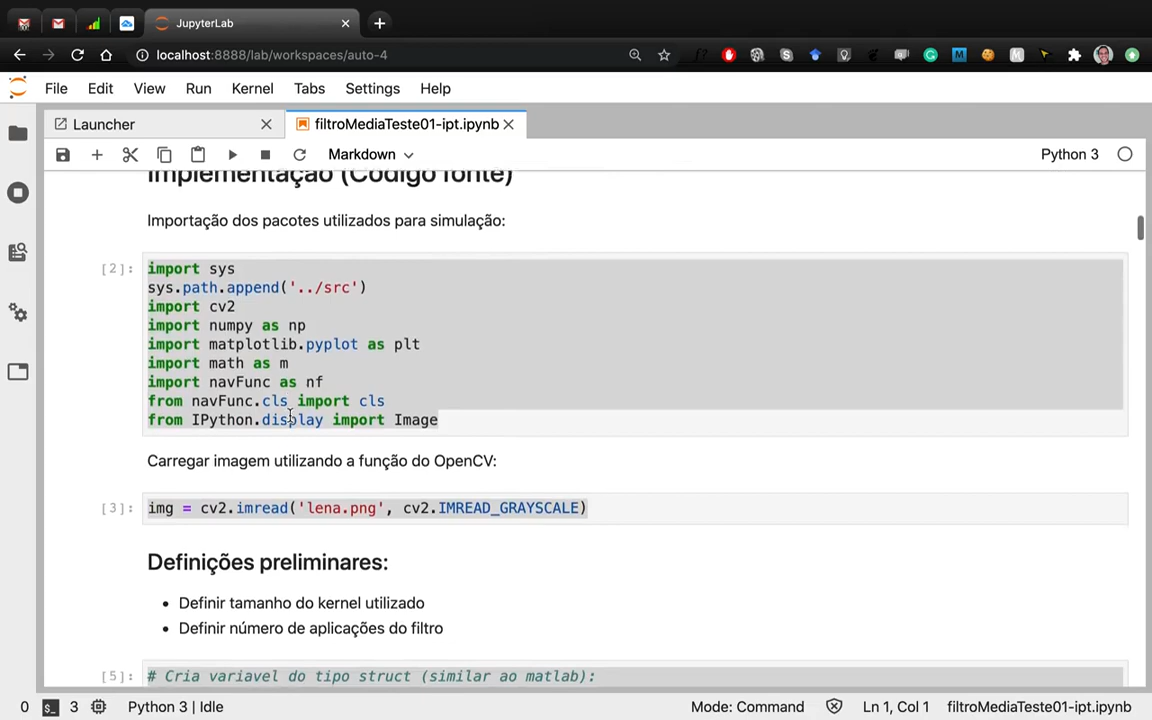 JupyterLab
localhost:8888/lab/workspaces/auto-4
File Edit View Run Kernel Tabs Settings Help
Launcher
filtroMediaTeste01-ipt.ipynb
Markdown
Python 3
Implementação (Código fonte)
Importação dos pacotes utilizados para simulação:
[2]:
import sys
sys.path.append('../src')
import cv2
import numpy as np
import matplotlib.pyplot as plt
import math as m
import navFunc as nf
from navFunc.cls import cls
from IPython.display import Image
Carregar imagem utilizando a função do OpenCV:
[3]:
img = cv2.imread('lena.png', cv2.IMREAD_GRAYSCALE)
Definições preliminares:
• Definir tamanho do kernel utilizado
• Definir número de aplicações do filtro
[5]:
# Cria variavel do tipo struct (similar ao matlab):
0 3 Python 3 | Idle Mode: Command Ln 1, Col 1 filtroMediaTeste01-ipt.ipynb